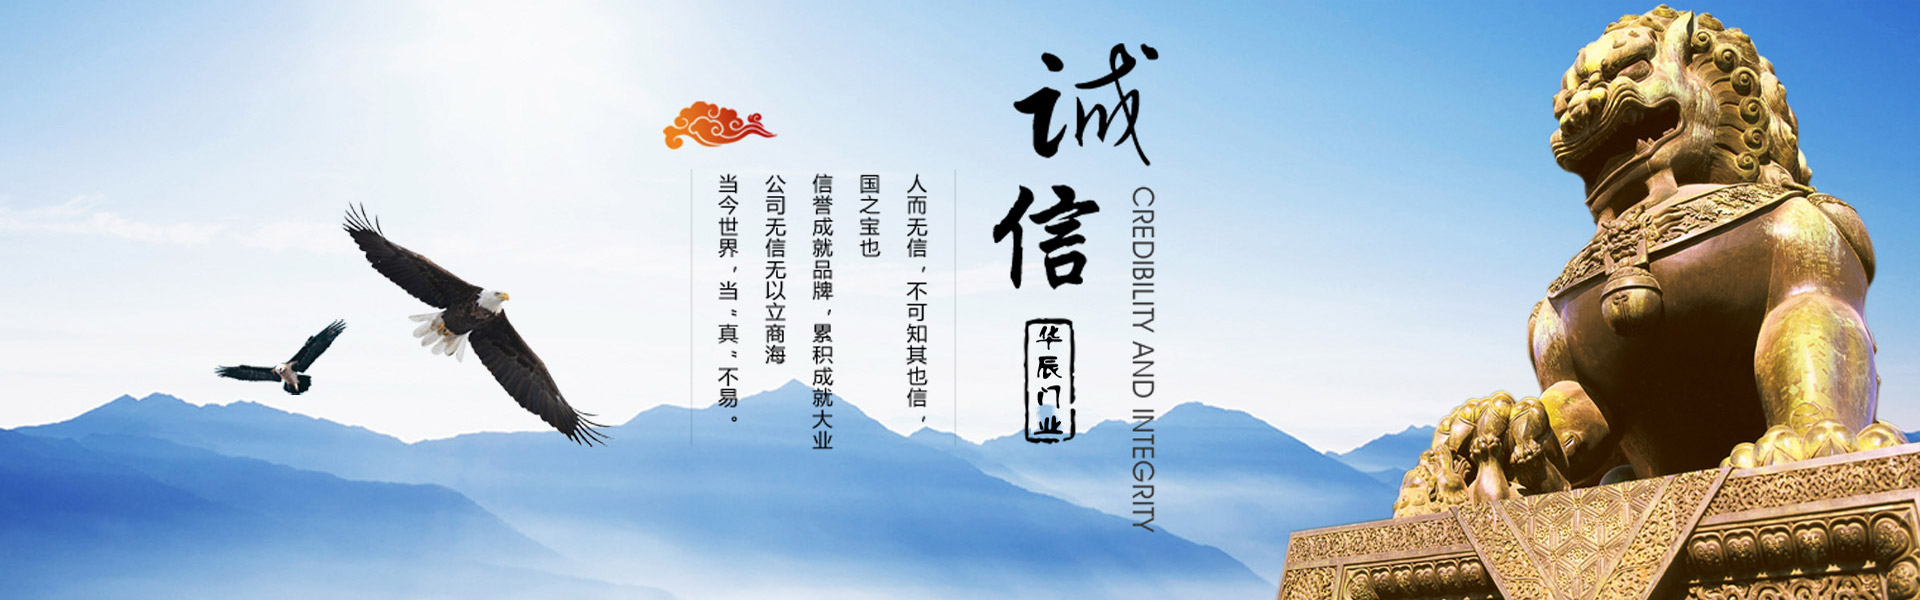 诚信
华辰门业
CREDIBILITY AND INTEGRITY
人而无信，不可知其也信，
国之宝也
信誉成就品牌，累积成就大业
公司无信无以立商海
当今世界，当“真”不易。